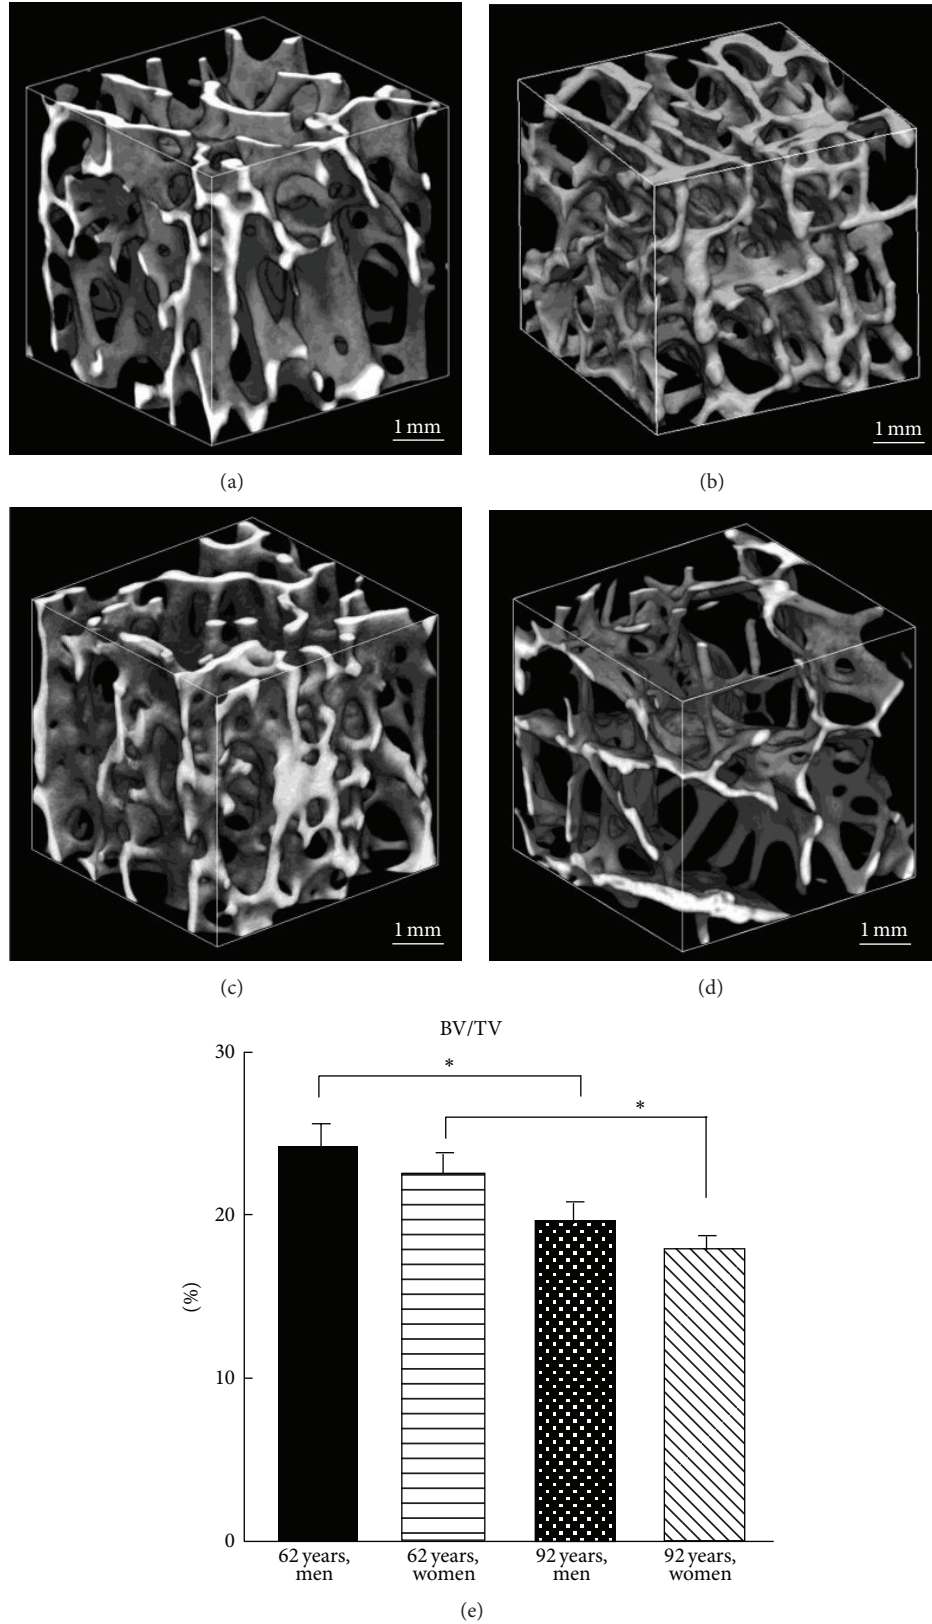 1 mm
1 mm
(a)
(b)
1 mm
1 mm
(c)
(d)
BV/TV
30
*
*
20
(%)
10
0
62 years,
men
62 years,
women
92 years,
men
92 years,
women
(e)